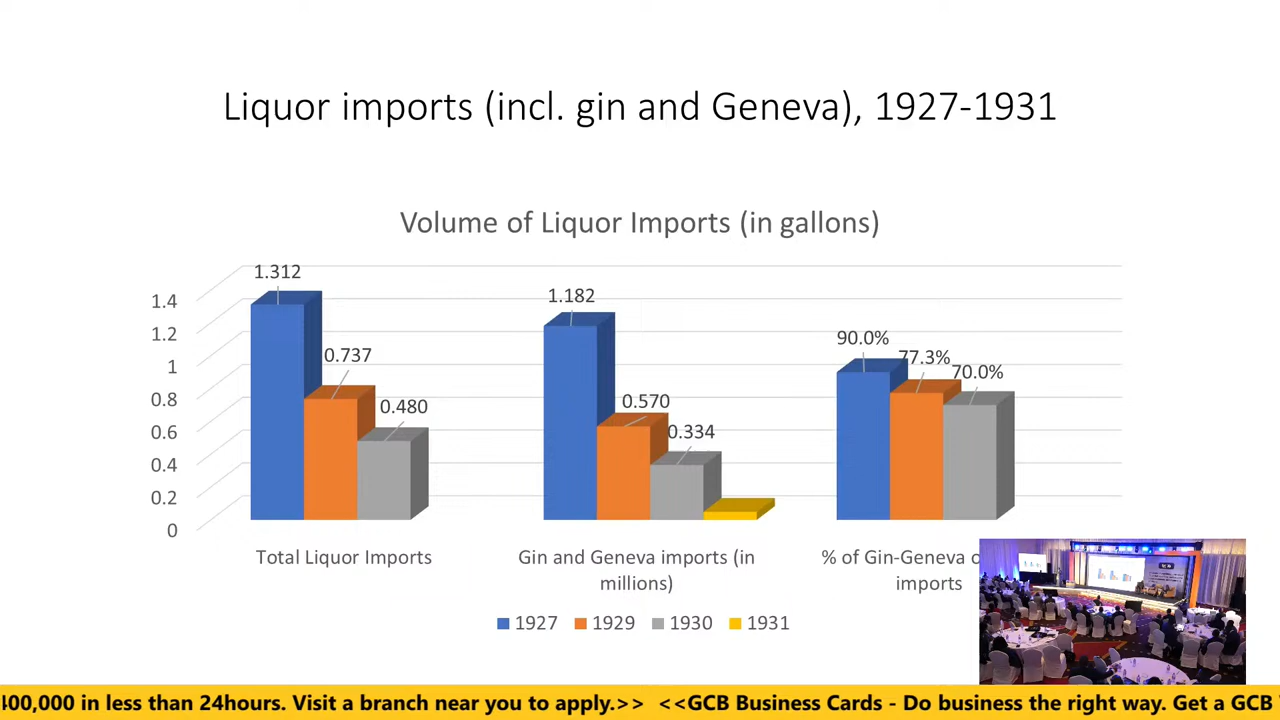 Liquor imports (incl. gin and Geneva), 1927-1931
Volume of Liquor Imports (in gallons)
1.4
1.2
1
0.8
0.6
0.4
0.2
0
1.312
0.737
0.480
1.182
0.570
0.334
90.0%
77.3%
70.0%
Total Liquor Imports
Gin and Geneva imports (in
millions)
% of Gin-Geneva
imports
1927 1929 1930 1931
400,000 in less than 24hours. Visit a branch near you to apply.>> <<GCB Business Cards - Do business the right way. Get a GCB